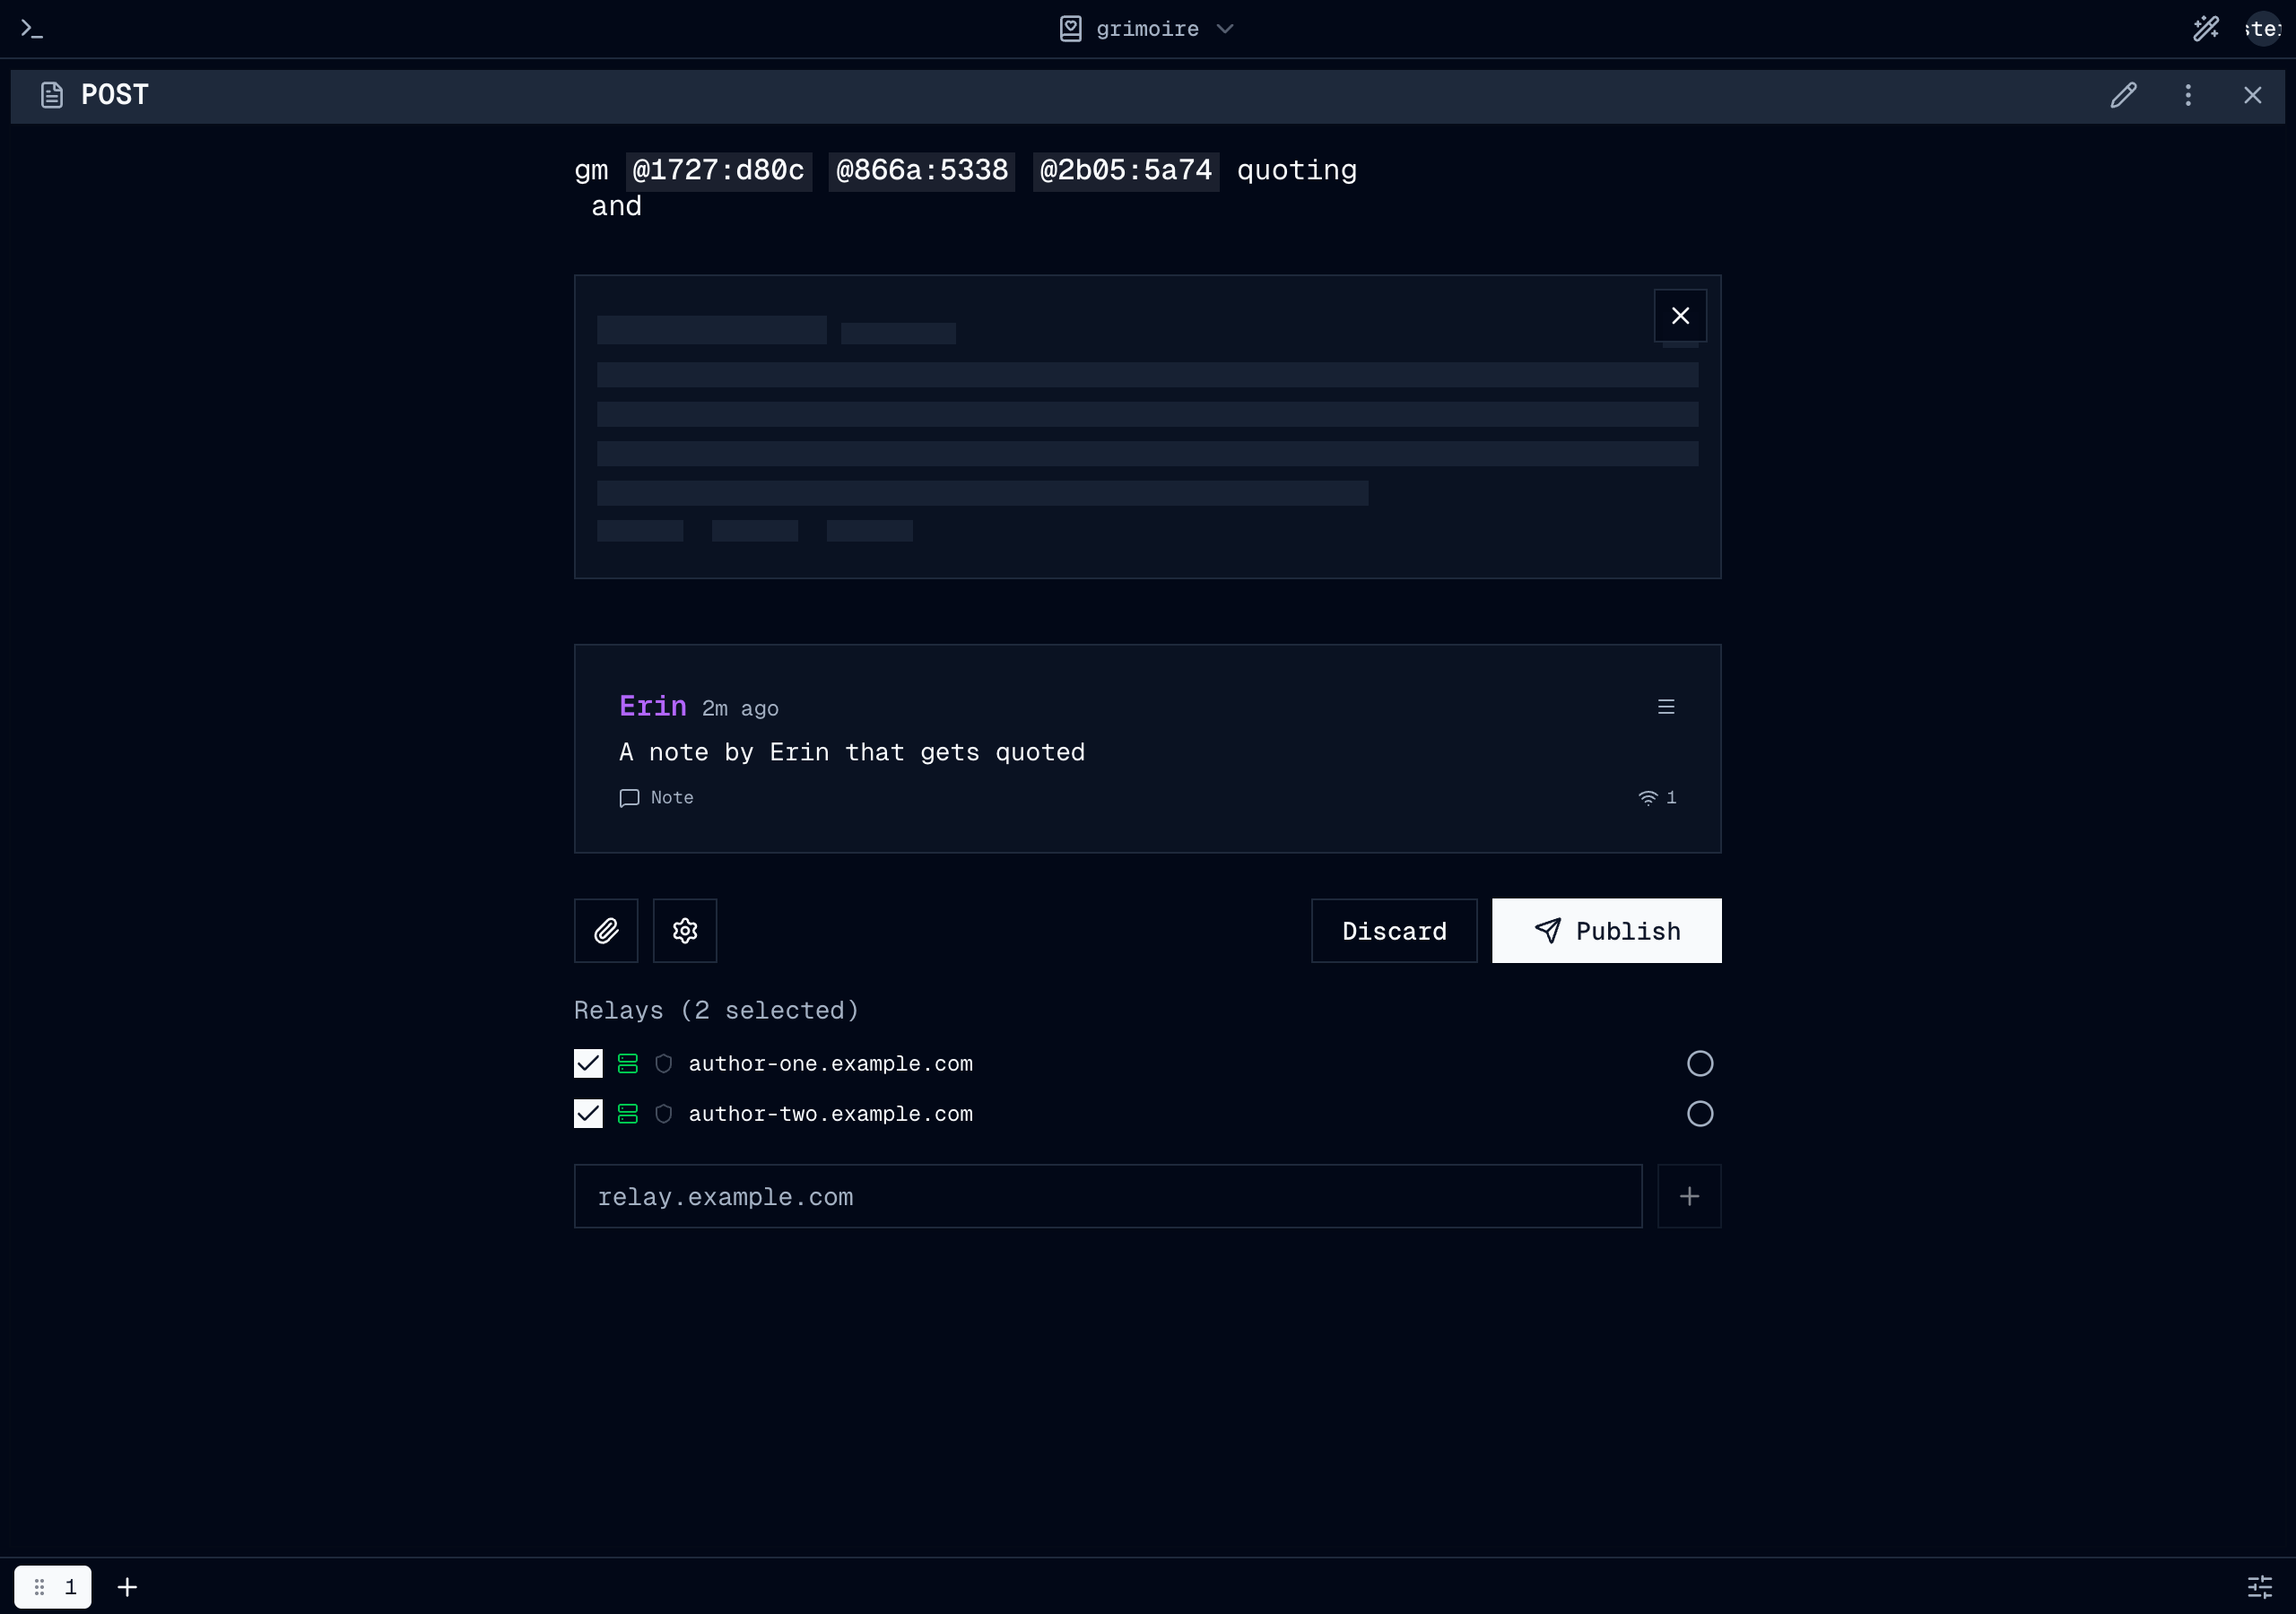 grimoire
ster
POST
gm @1727:d80c @866a:5338 @2b05:5a74 quoting
and
Erin 2m ago
A note by Erin that gets quoted
Note 1
Discard Publish
Relays (2 selected)
author-one.example.com
author-two.example.com
relay.example.com
1